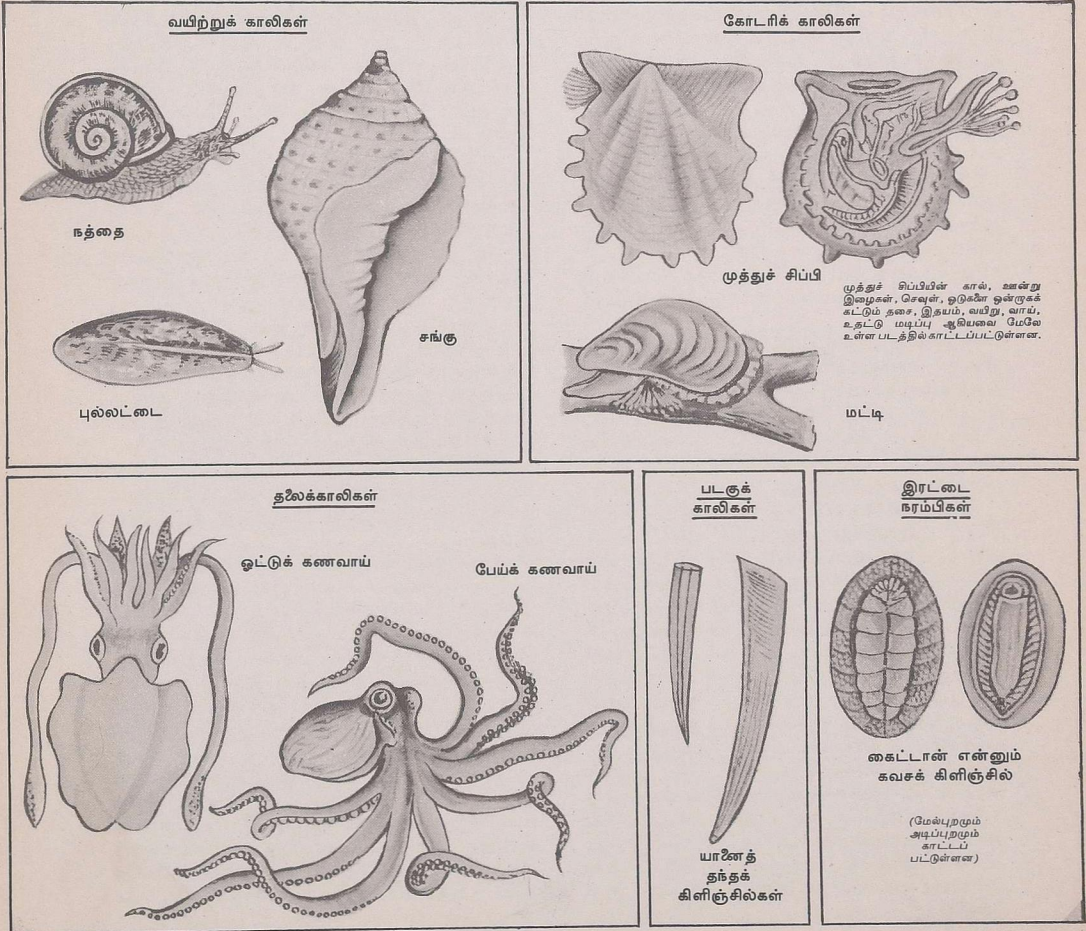 வயிற்றுக் காலிகள்
நத்தை
சங்கு
புல்லட்டை
கோடரிக் காலிகள்
முத்துச் சிப்பி
முத்துச் சிப்பியின் கால், ஊன்று
இழைகள், செவுள், ஓடுகளை ஒன்றாகக்
கட்டும் தசை, இதயம், வயிறு, வாய்,
உதட்டு மடிப்பு ஆகியவை மேலே
உள்ள படத்தில் காட்டப்பட்டுள்ளன.
மட்டி
தலைக்காலிகள்
ஓட்டுக் கணவாய்
பேய்க் கணவாய்
படகுக்
காலிகள்
யானைத்
தந்தக்
கிளிஞ்சில்கள்
இரட்டை
நரம்பிகள்
கைட்டான் என்னும்
கவசக் கிளிஞ்சில்
(மேல்புறமும்
அடிப்புறமும்
காட்டப்
பட்டுள்ளன)